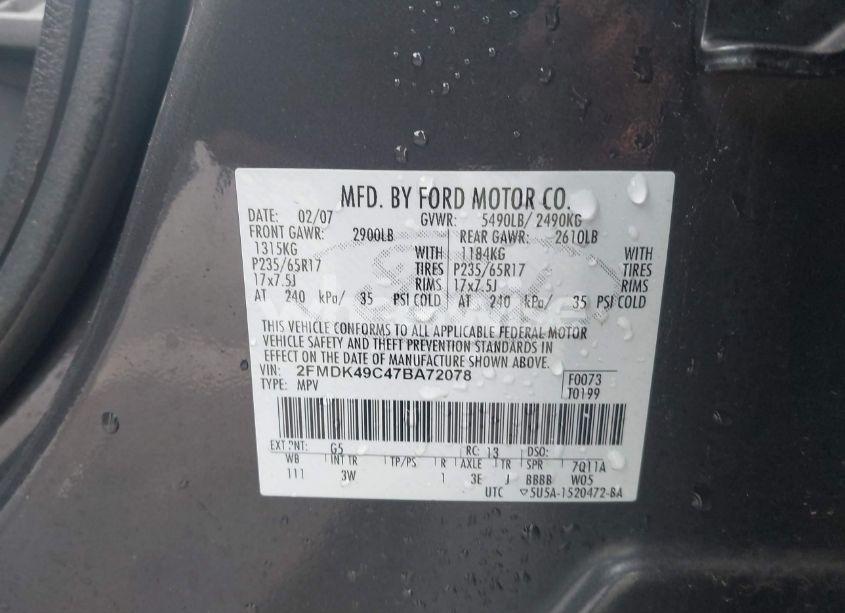 MFD. BY FORD MOTOR CO.
DATE: 02/07 GVWR: 5490LB/ 2490KG
FRONT GAWR: 2900LB REAR GAWR: 2610LB
1315KG WITH 1184KG WITH
P235/65R17 TIRES P235/65R17 TIRES
17x7.5J RIMS 17x7.5J RIMS
AT 240 kPa/ 35 PSI COLD AT 240 kPa/ 35 PSI COLD
THIS VEHICLE CONFORMS TO ALL APPLICABLE FEDERAL MOTOR
VEHICLE SAFETY AND THEFT PREVENTION STANDARDS IN
EFFECT ON THE DATE OF MANUFACTURE SHOWN ABOVE.
VIN: 2FMDK49C47BA72078 F0073
TYPE: MPV T0199
EXT PNT: G5 RC: 13 DSO:
WB INT TR TP/PS R AXLE TR SPR 7Q11A
111 3W 1 3E J BBBB W05
UTC ▽5U5A-1520472-BA